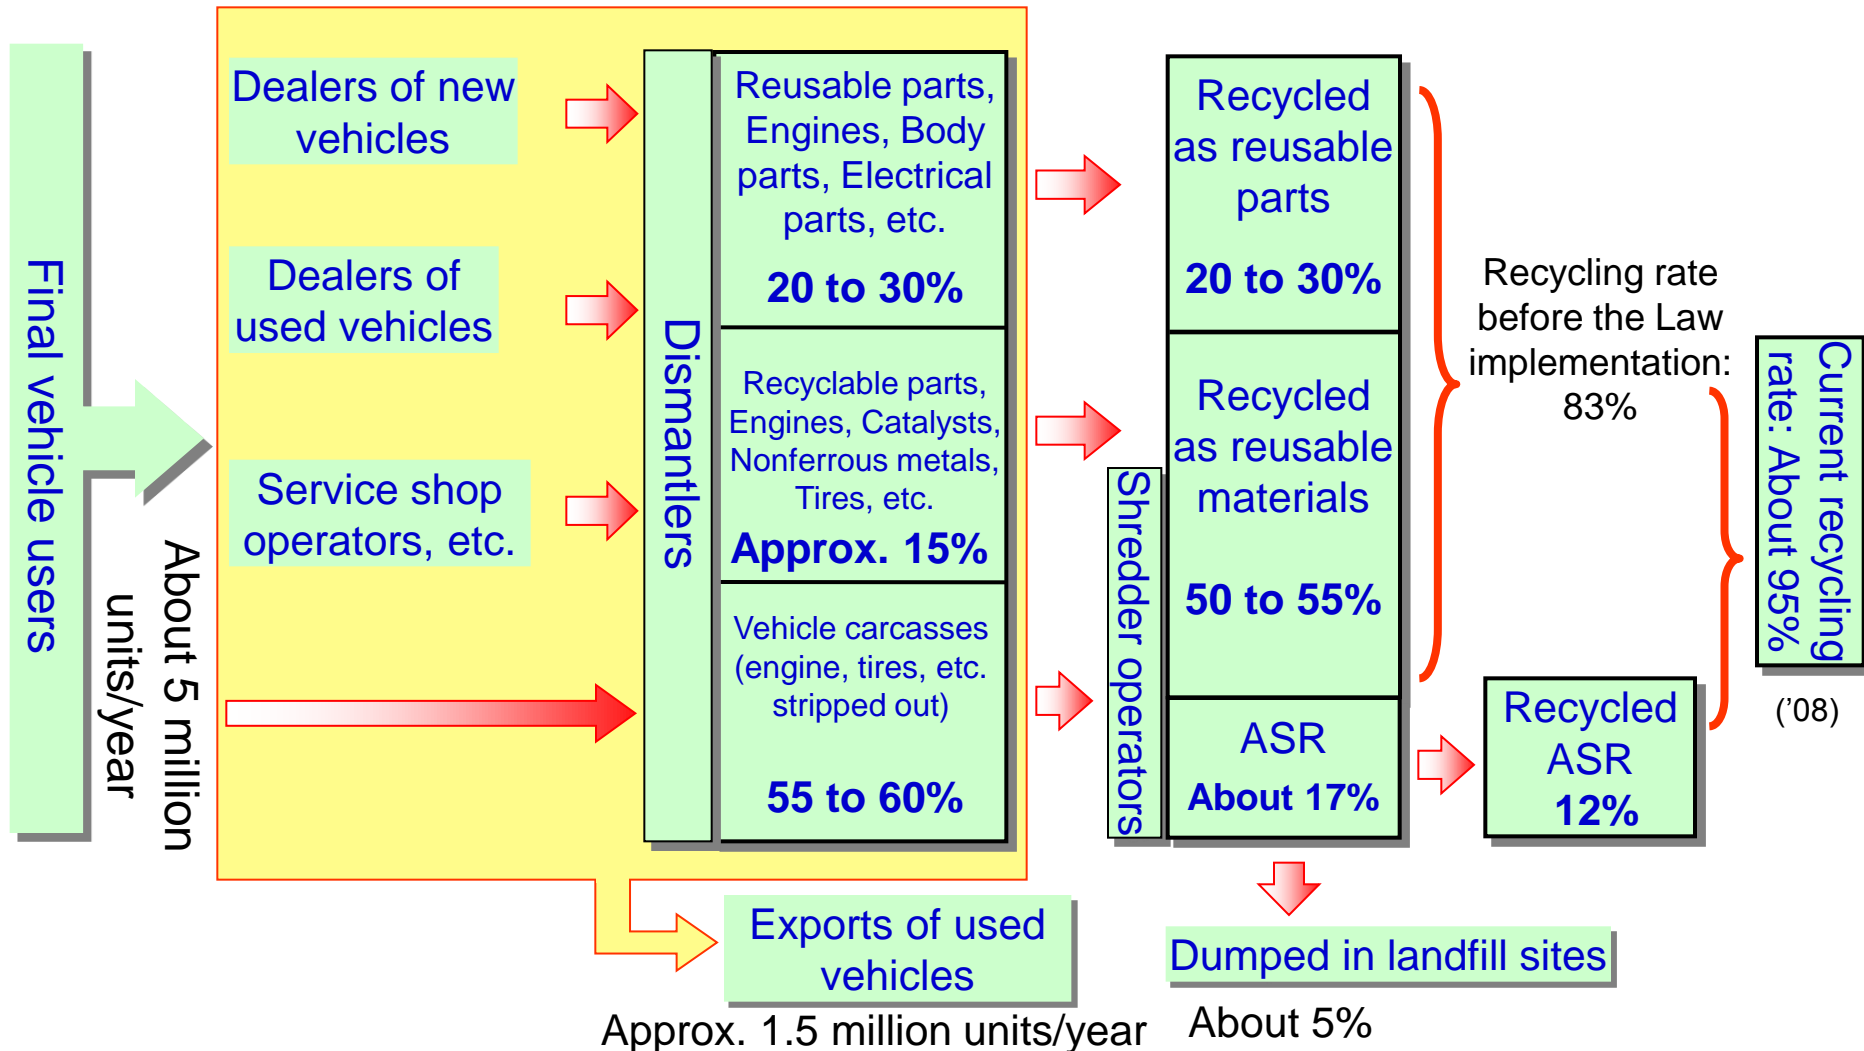 Final vehicle users
About 5 million
units/year
Dealers of new
vehicles
Dealers of
used vehicles
Service shop
operators, etc.
Dismantlers
Reusable parts,
Engines, Body
parts, Electrical
parts, etc.
20 to 30%
Recyclable parts,
Engines, Catalysts,
Nonferrous metals,
Tires, etc.
Approx. 15%
Vehicle carcasses
(engine, tires, etc.
stripped out)
55 to 60%
Exports of used
vehicles
Approx. 1.5 million units/year
Shredder operators
Recycled
as reusable
parts
20 to 30%
Recycled
as reusable
materials
50 to 55%
ASR
About 17%
Dumped in landfill sites
About 5%
Recycling rate
before the Law
implementation:
83%
Recycled
ASR
12%
Current recycling
rate: About 95%
('08)